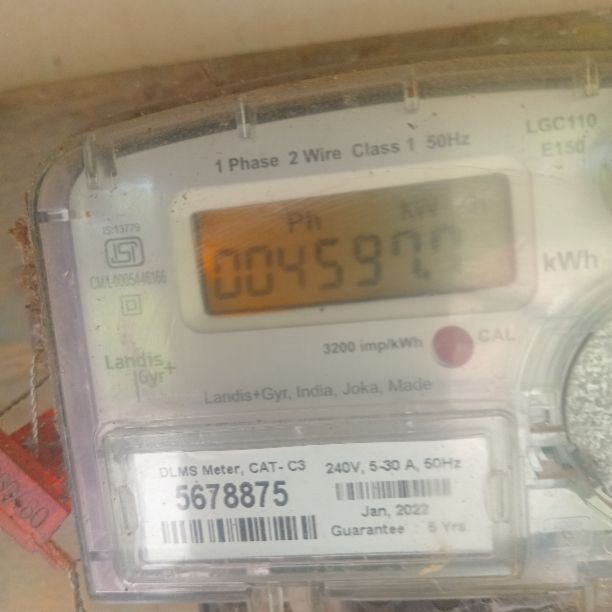 LGC110
E150
1 Phase 2 Wire Class 1 50Hz
IS:13779
ISI
CM/L-0005446166
Ph kW h
kWh
3200 imp/kWh
CAL
Landis
Gyr+
Landis+Gyr, India, Joka, Made
DLMS Meter, CAT- C3
240V, 5-30 A, 50Hz
5678875
Jan, 2022
Guarantee : 5 Yrs